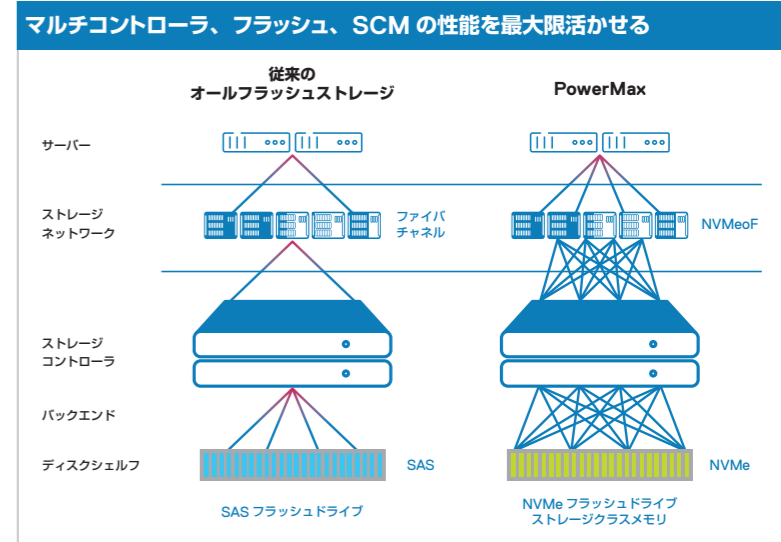 マルチコントローラ、フラッシュ、SCM の性能を最大限活かせる
従来の
オールフラッシュストレージ
PowerMax
サーバー
ストレージ
ネットワーク
ファイバ
チャネル
NVMeoF
ストレージ
コントローラ
バックエンド
ディスクシェルフ
SAS
NVMe
SAS フラッシュドライブ
NVMe フラッシュドライブ
ストレージクラスメモリ